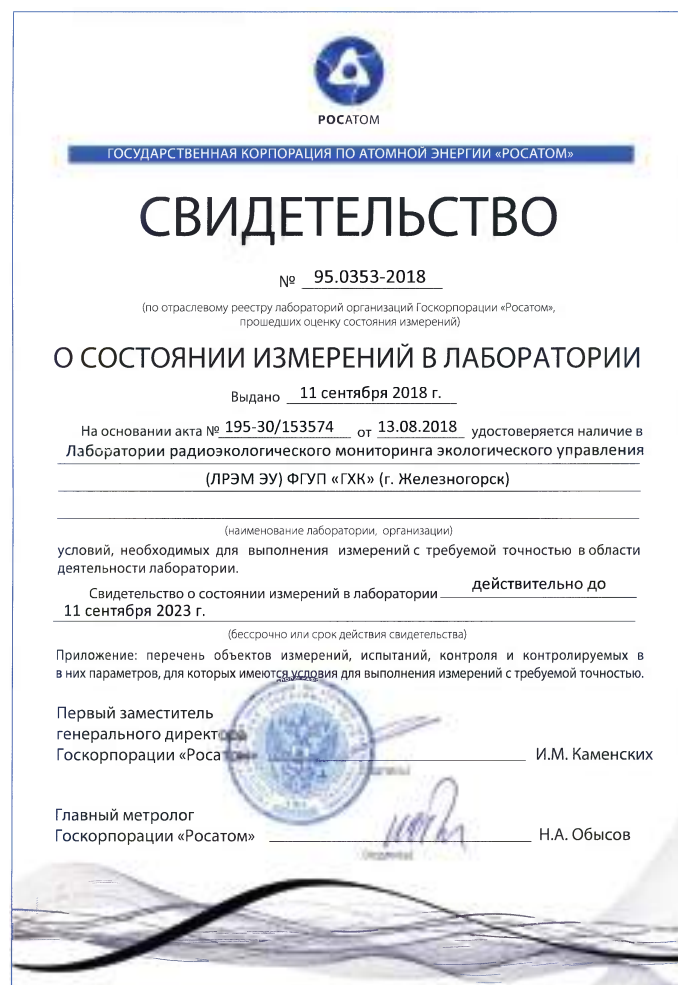 РОСАТОМ
ГОСУДАРСТВЕННАЯ КОРПОРАЦИЯ ПО АТОМНОЙ ЭНЕРГИИ «РОСАТОМ»
СВИДЕТЕЛЬСТВО
№ 95.0353-2018
(по отраслевому реестру лабораторий организаций Госкорпорации «Росатом»,
прошедших оценку состояния измерений)
О СОСТОЯНИИ ИЗМЕРЕНИЙ В ЛАБОРАТОРИИ
Выдано 11 сентября 2018 г.
На основании акта № 195-30/153574 от 13.08.2018 удостоверяется наличие в
Лаборатории радиоэкологического мониторинга экологического управления
(ЛРЭМ ЭУ) ФГУП «ГХК» (г. Железногорск)
(наименование лаборатории, организации)
условий, необходимых для выполнения измерений с требуемой точностью в области
деятельности лаборатории.
Свидетельство о состоянии измерений в лаборатории действительно до
11 сентября 2023 г.
(бессрочно или срок действия свидетельства)
Приложение: перечень объектов измерений, испытаний, контроля и контролируемых в
в них параметров, для которых имеются условия для выполнения измерений с требуемой точностью.
Первый заместитель
генерального директора
Госкорпорации «Росатом» И.М. Каменских
(подпись)
Главный метролог
Госкорпорации «Росатом» Н.А. Обысов
(подпись)